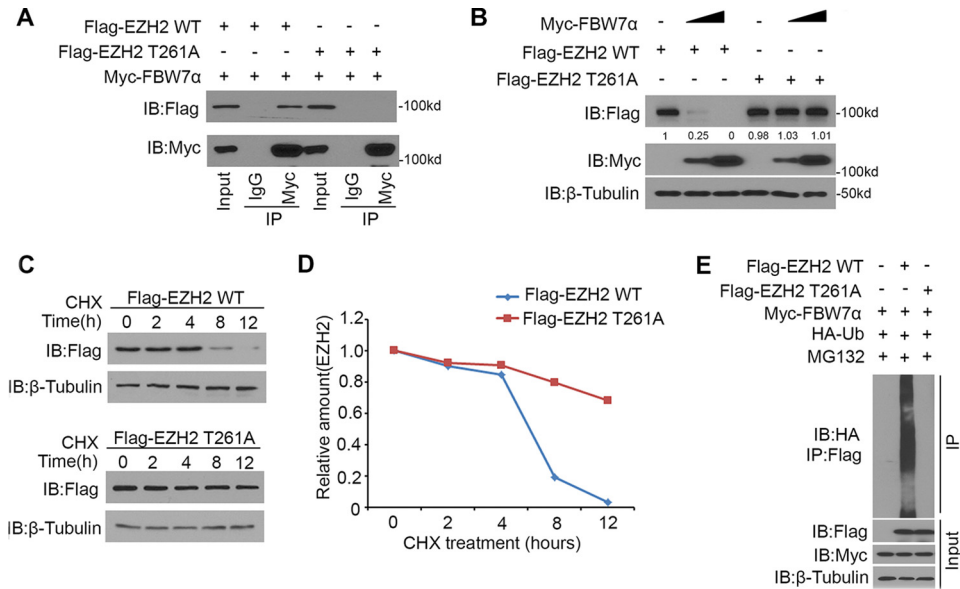 A
Flag-EZH2 WT + + + - - -
Flag-EZH2 T261A - - - + + +
Myc-FBW7α + + + + + +
IB:Flag -100kd
IB:Myc -100kd
Input IgG Myc Input IgG Myc
IP IP
B
Myc-FBW7α - -
Flag-EZH2 WT + + + - - -
Flag-EZH2 T261A - - - + + +
IB:Flag -100kd
1 0.25 0 0.98 1.03 1.01
IB:Myc -100kd
IB:β-Tubulin -50kd
C
CHX Flag-EZH2 WT
Time(h) 0 2 4 8 12
IB:Flag
IB:β-Tubulin
CHX Flag-EZH2 T261A
Time(h) 0 2 4 8 12
IB:Flag
IB:β-Tubulin
D
Flag-EZH2 WT
Flag-EZH2 T261A
Relative amount(EZH2)
1.2
1.0
0.8
0.6
0.4
0.2
0
0 2 4 8 12
CHX treatment (hours)
E
Flag-EZH2 WT - + -
Flag-EZH2 T261A - - +
Myc-FBW7α + + +
HA-Ub + + +
MG132 + + +
IB:HA
IP:Flag
IP
IB:Flag
IB:Myc
IB:β-Tubulin
Input